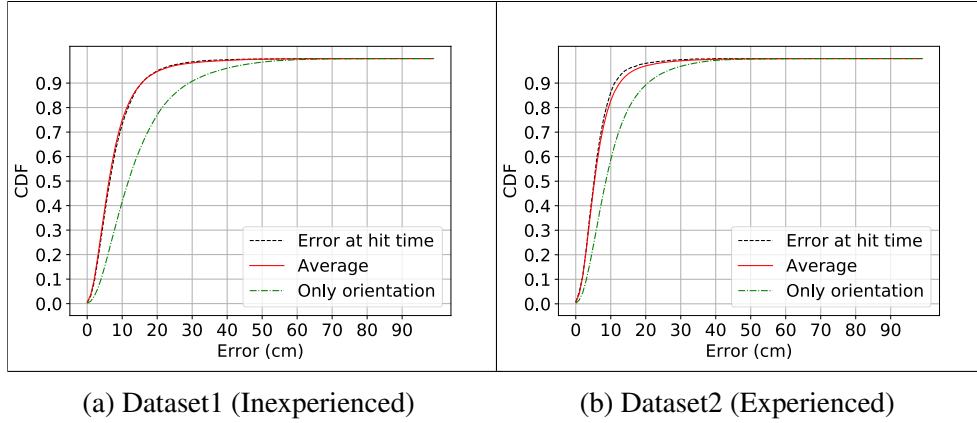 0.9
0.8
0.7
0.6
0.5
0.4
0.3
0.2
0.1
0.0
CDF
Error at hit time
Average
Only orientation
0 10 20 30 40 50 60 70 80 90
Error (cm)
(a) Dataset1 (Inexperienced)
0.9
0.8
0.7
0.6
0.5
0.4
0.3
0.2
0.1
0.0
CDF
Error at hit time
Average
Only orientation
0 10 20 30 40 50 60 70 80 90
Error (cm)
(b) Dataset2 (Experienced)